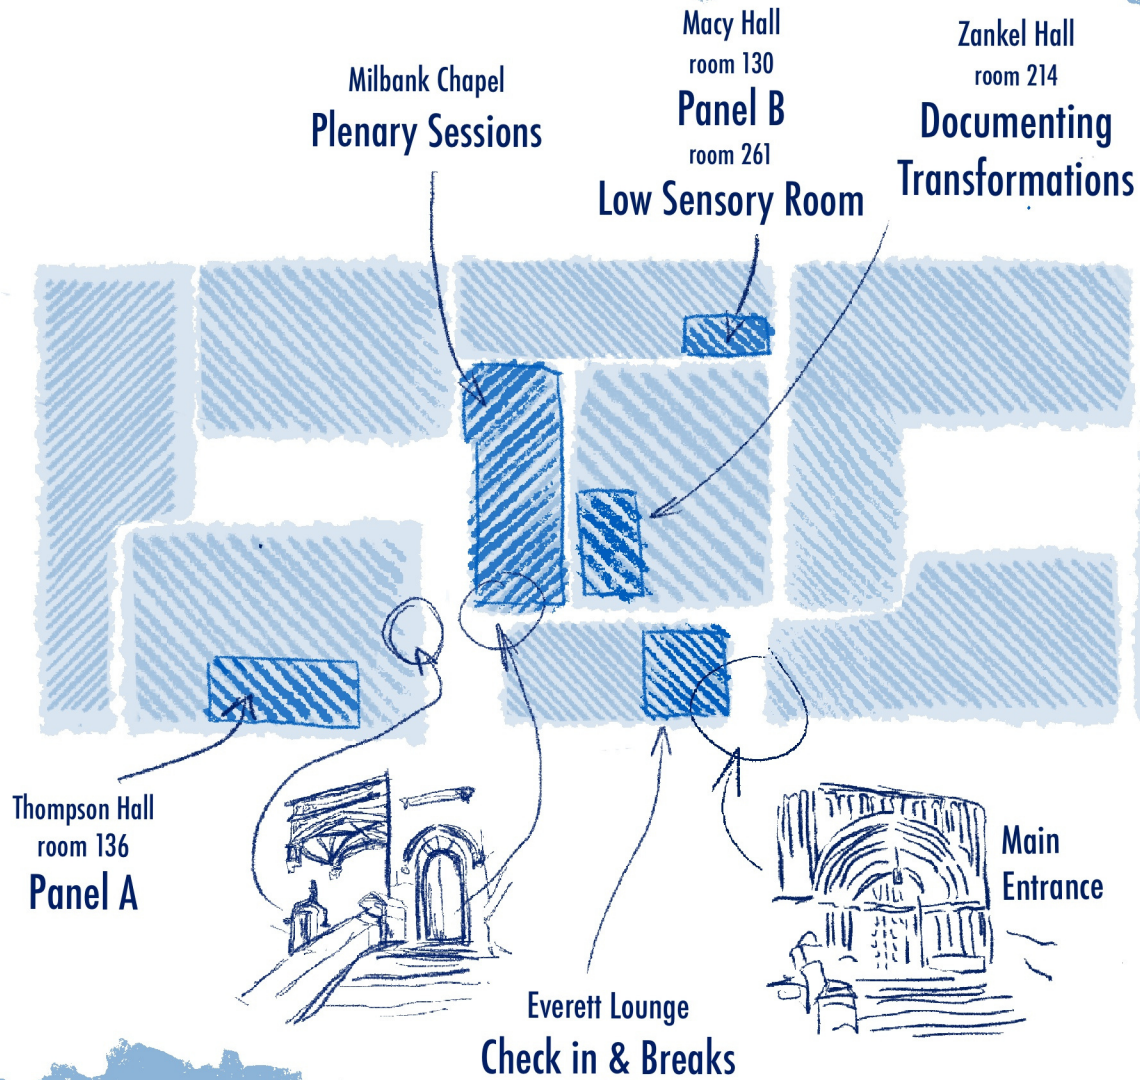 Milbank Chapel
Plenary Sessions
Macy Hall
room 130
Panel B
room 261
Low Sensory Room
Zankel Hall
room 214
Documenting
Transformations
Thompson Hall
room 136
Panel A
Everett Lounge
Check in & Breaks
Main
Entrance